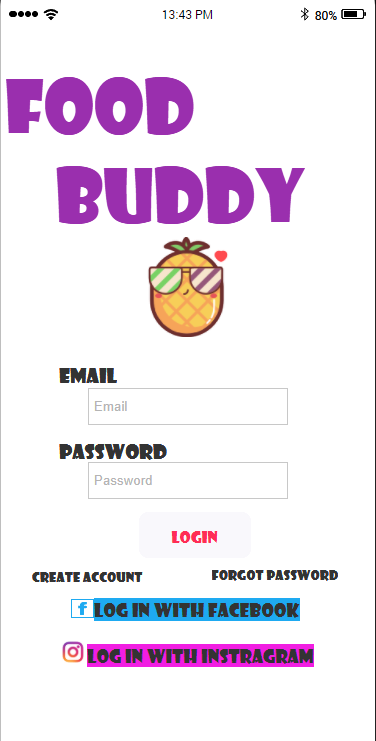 13:43 PM 80%
FOOD
BUDDY
EMAIL
Email
PASSWORD
Password
LOGIN
CREATE ACCOUNT FORGOT PASSWORD
f LOG IN WITH FACEBOOK
LOG IN WITH INSTRAGRAM